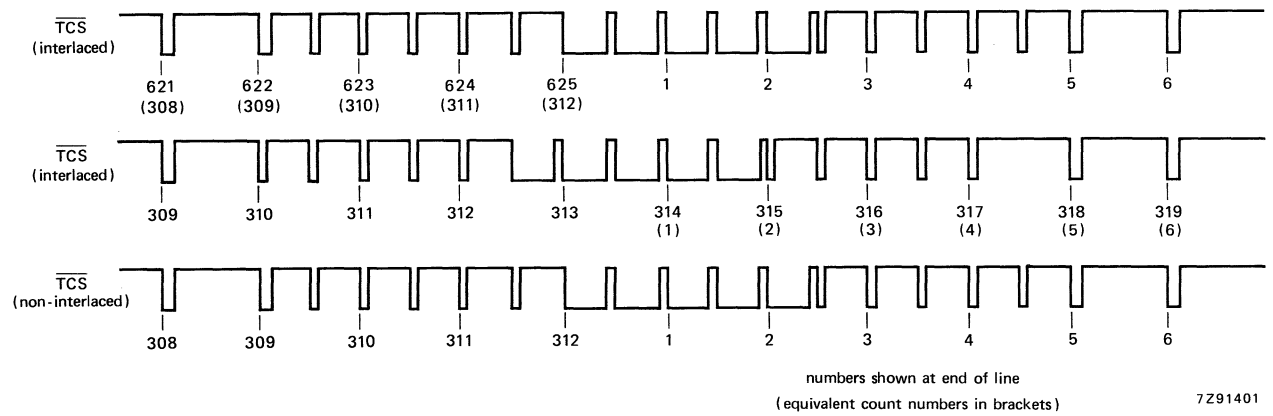 TCS
(interlaced)
621 622 623 624 625 1 2 3 4 5 6
(308) (309) (310) (311) (312)
TCS
(interlaced)
309 310 311 312 313 314 315 316 317 318 319
(1) (2) (3) (4) (5) (6)
TCS
(non-interlaced)
308 309 310 311 312 1 2 3 4 5 6
numbers shown at end of line
(equivalent count numbers in brackets)
7Z91401